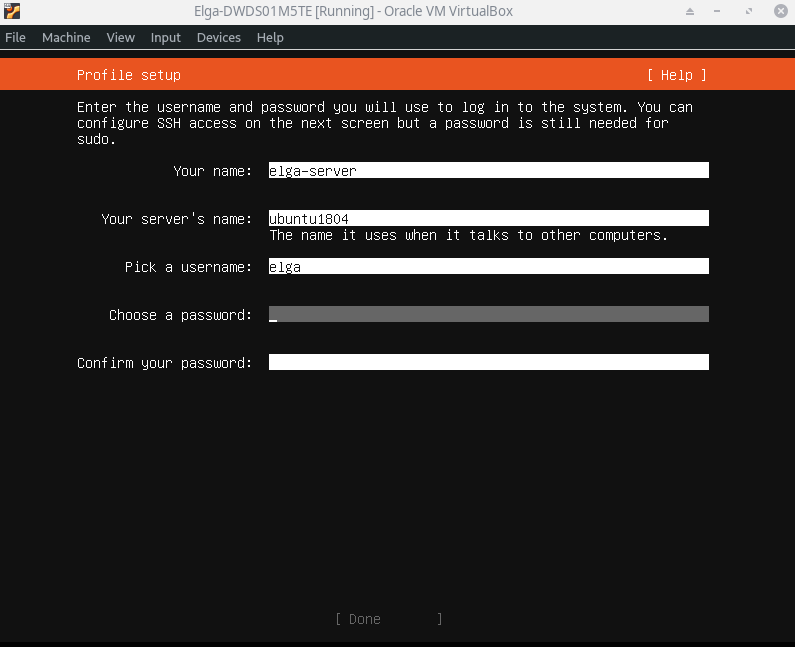 Elga-DWDS01M5TE [Running] - Oracle VM VirtualBox
File Machine View Input Devices Help
Profile setup [ Help ]
Enter the username and password you will use to log in to the system. You can
configure SSH access on the next screen but a password is still needed for
sudo.
Your name: elga-server
Your server's name: ubuntu1804
The name it uses when it talks to other computers.
Pick a username: elga
Choose a password: _
Confirm your password:
[ Done ]